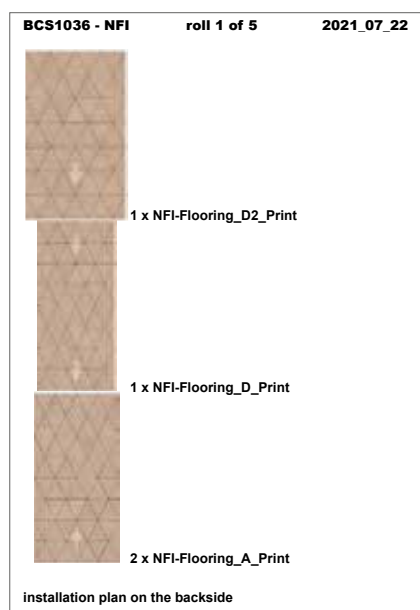 BCS1036 - NFI roll 1 of 5 2021_07_22
1 x NFI-Flooring_D2_Print
1 x NFI-Flooring_D_Print
2 x NFI-Flooring_A_Print
installation plan on the backside